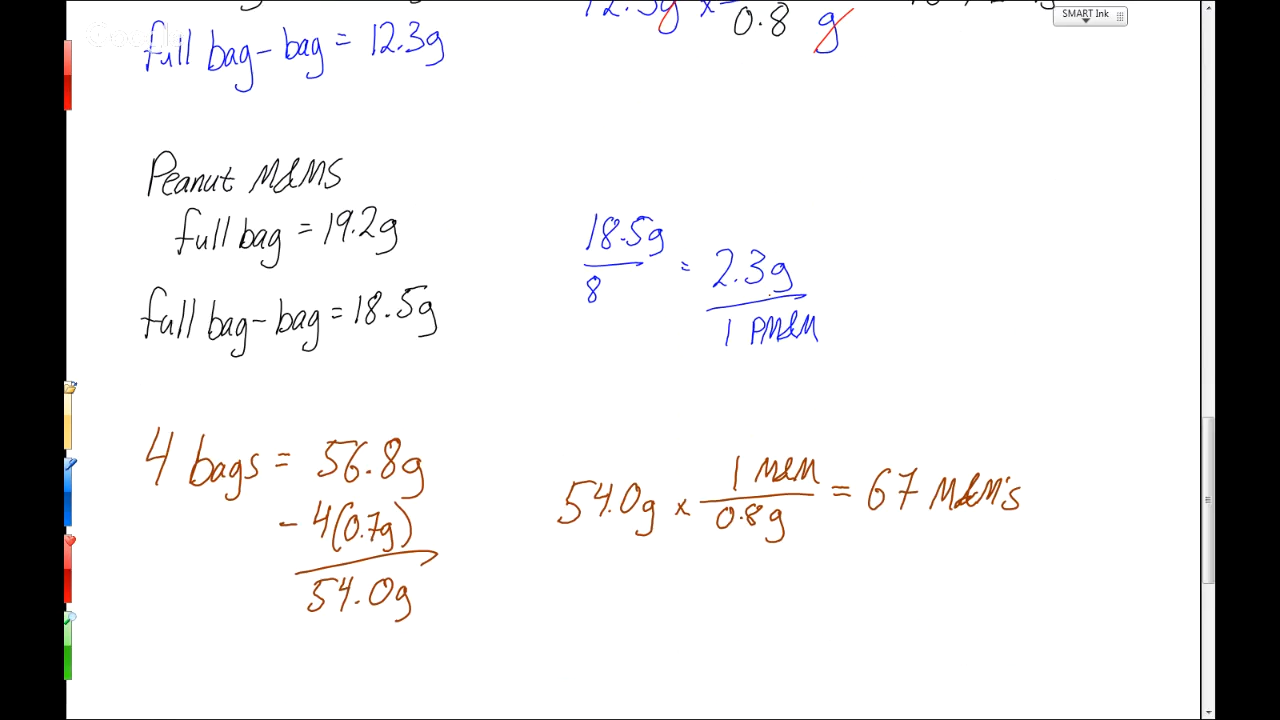 12.3g x
0.8 g
SMART Ink
full bag - bag = 12.3g
Peanut M&MS
full bag = 19.2g
full bag - bag = 18.5g
18.5g
8
= 2.3g
1 PM&M
4 bags = 56.8g
- 4(0.7g)
54.0g
54.0g x 1 M&M = 67 M&M's
0.8g